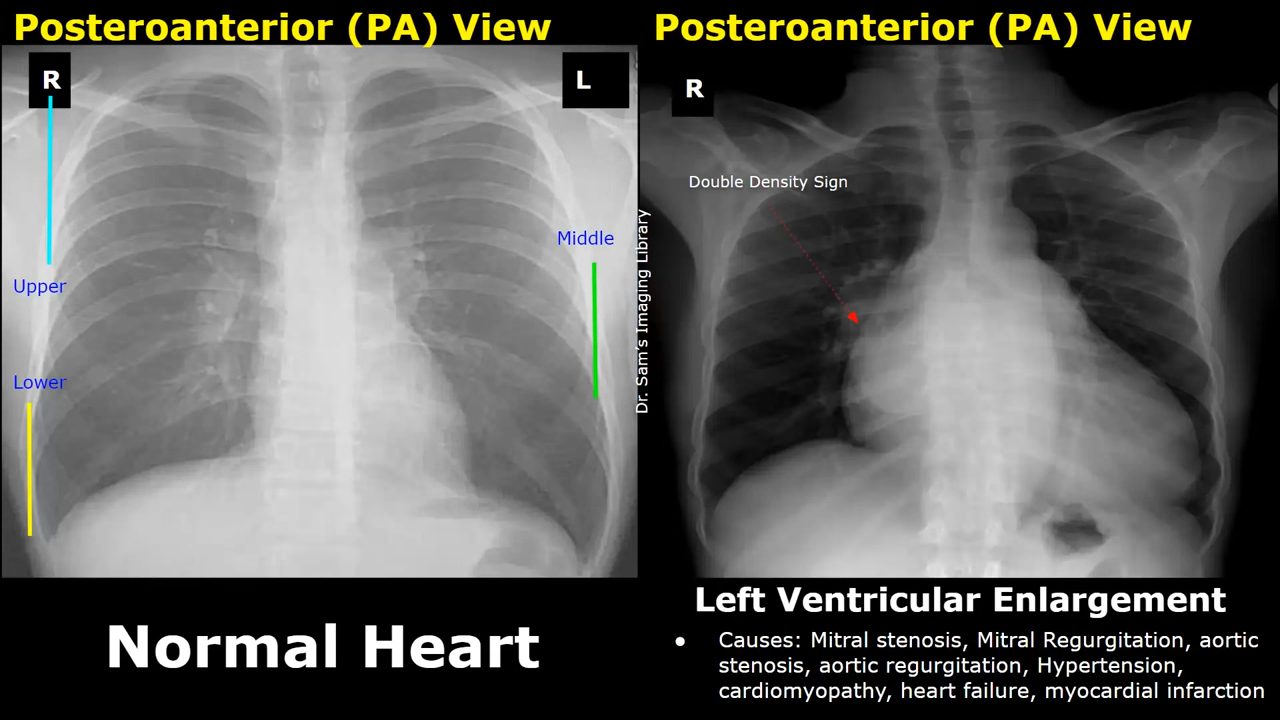 Posteroanterior (PA) View
R
L
Upper
Lower
Middle
Normal Heart
Dr. Sam's Imaging Library
Posteroanterior (PA) View
R
Double Density Sign
Left Ventricular Enlargement
• Causes: Mitral stenosis, Mitral Regurgitation, aortic
stenosis, aortic regurgitation, Hypertension,
cardiomyopathy, heart failure, myocardial infarction